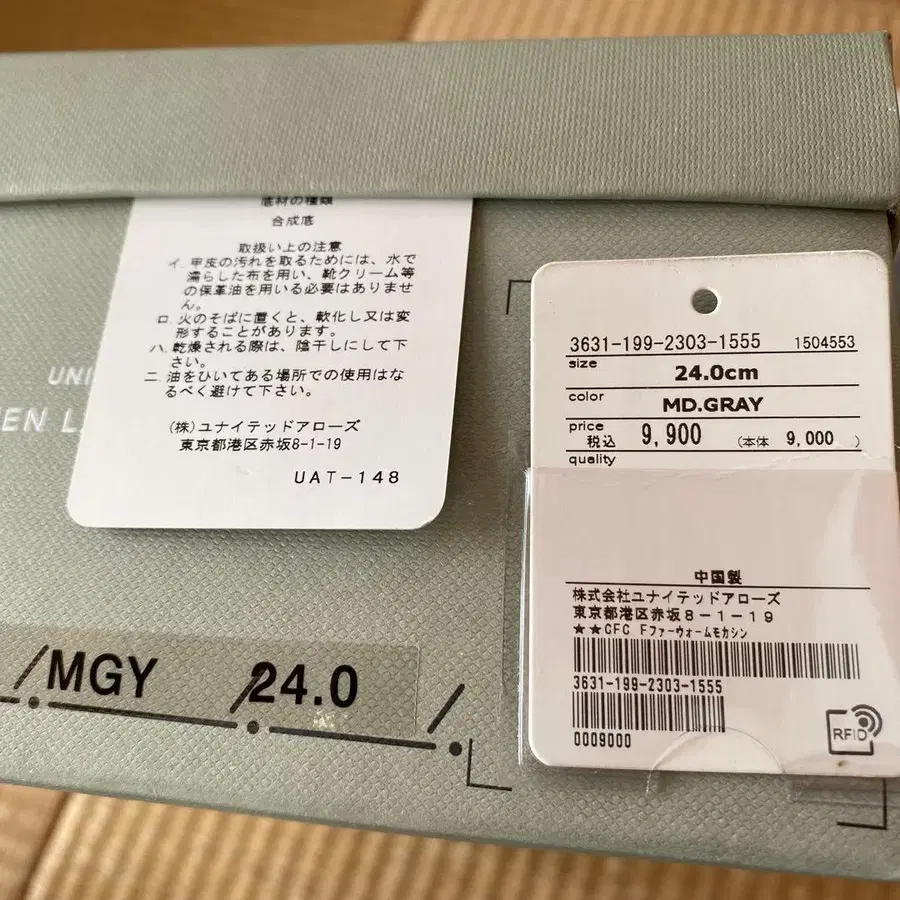 底材の種類
合成底
取扱い上の注意
イ. 甲皮の汚れを取るためには、水で
濡らした布を用い、靴クリーム等
の保革油を用いる必要はありませ
ん。
ロ. 火のそばに置くと、軟化し又は変
形することがあります。
ハ. 乾燥される際は、陰干しにして下
さい。
ニ. 油をひいてある場所での使用はな
るべく避けて下さい。
(株)ユナイテッドアローズ
東京都港区赤坂8-1-19
UAT-148
UNI
EN L
MGY
24.0
3631-199-2303-1555 1504553
size
24.0cm
color
MD.GRAY
price
税込 9,900 (本体 9,000 )
quality
中国製
株式会社ユナイテッドアローズ
東京都港区赤坂8-1-19
★★GFC Fファーウォームモカシン
3631-199-2303-1555
0009000
RFID